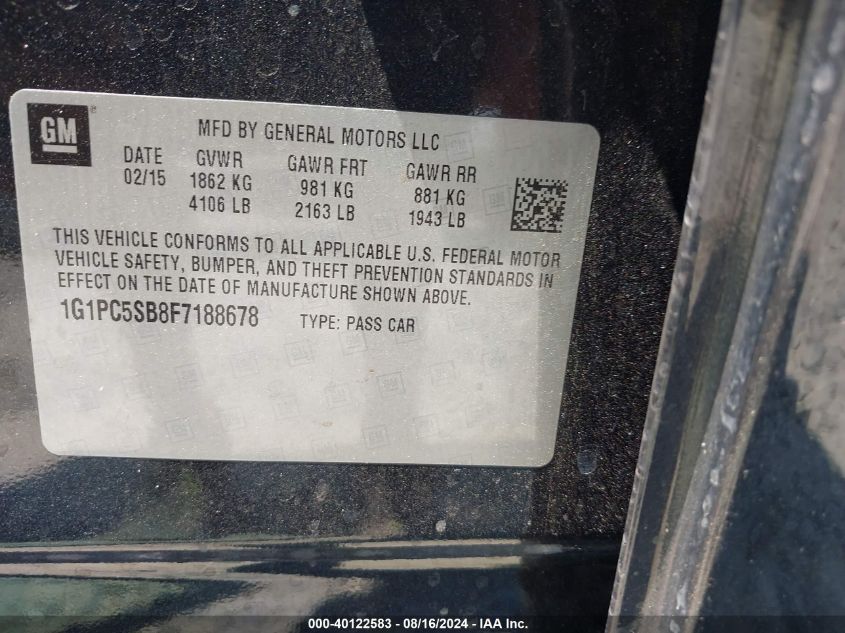 GM
MFD BY GENERAL MOTORS LLC
DATE GVWR GAWR FRT GAWR RR
02/15 1862 KG 981 KG 881 KG
4106 LB 2163 LB 1943 LB
THIS VEHICLE CONFORMS TO ALL APPLICABLE U.S. FEDERAL MOTOR
VEHICLE SAFETY, BUMPER, AND THEFT PREVENTION STANDARDS IN
EFFECT ON THE DATE OF MANUFACTURE SHOWN ABOVE.
1G1PC5SB8F7188678 TYPE: PASS CAR
000-40122583 - 08/16/2024 - IAA Inc.